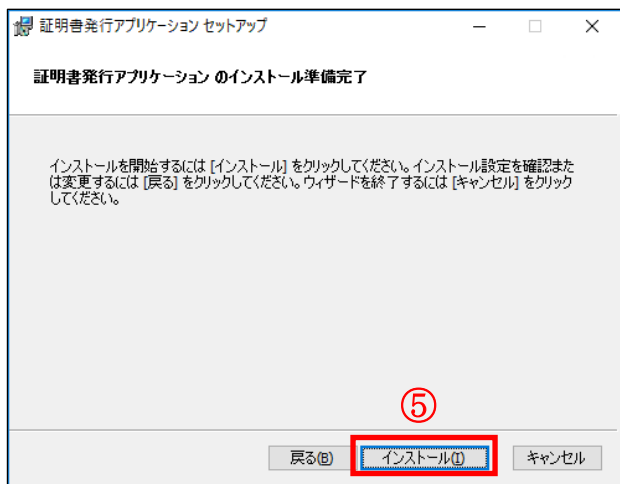 証明書発行アプリケーション セットアップ
証明書発行アプリケーション のインストール準備完了
インストールを開始するには [インストール] をクリックしてください。インストール設定を確認また
は変更するには [戻る] をクリックしてください。ウィザードを終了するには [キャンセル] をクリック
してください。
⑤
戻る(B) インストール(I) キャンセル